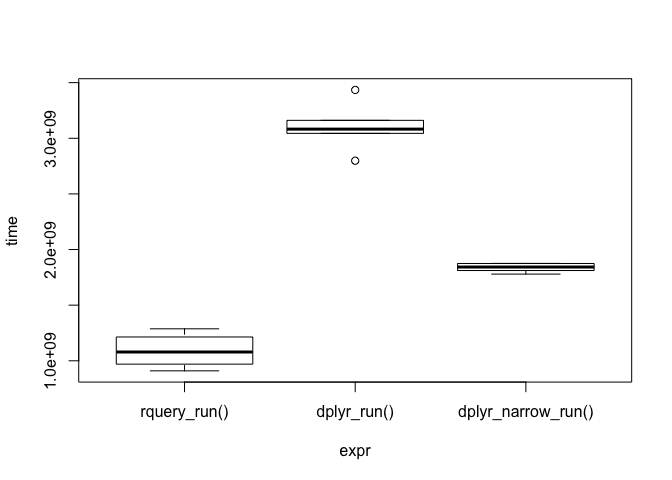 3.0e+09
2.0e+09
1.0e+09
time
rquery_run()
dplyr_run()
dplyr_narrow_run()
expr